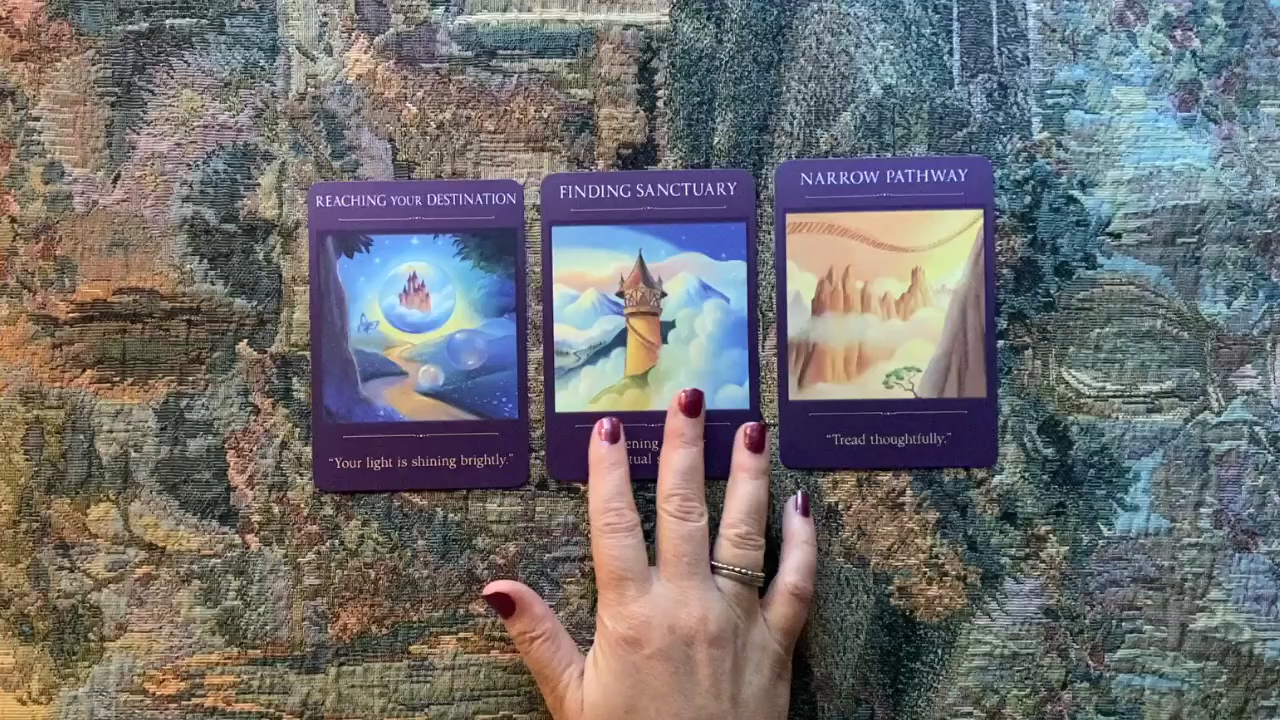 REACHING YOUR DESTINATION
"Your light is shining brightly."
FINDING SANCTUARY
NARROW PATHWAY
"Tread thoughtfully."